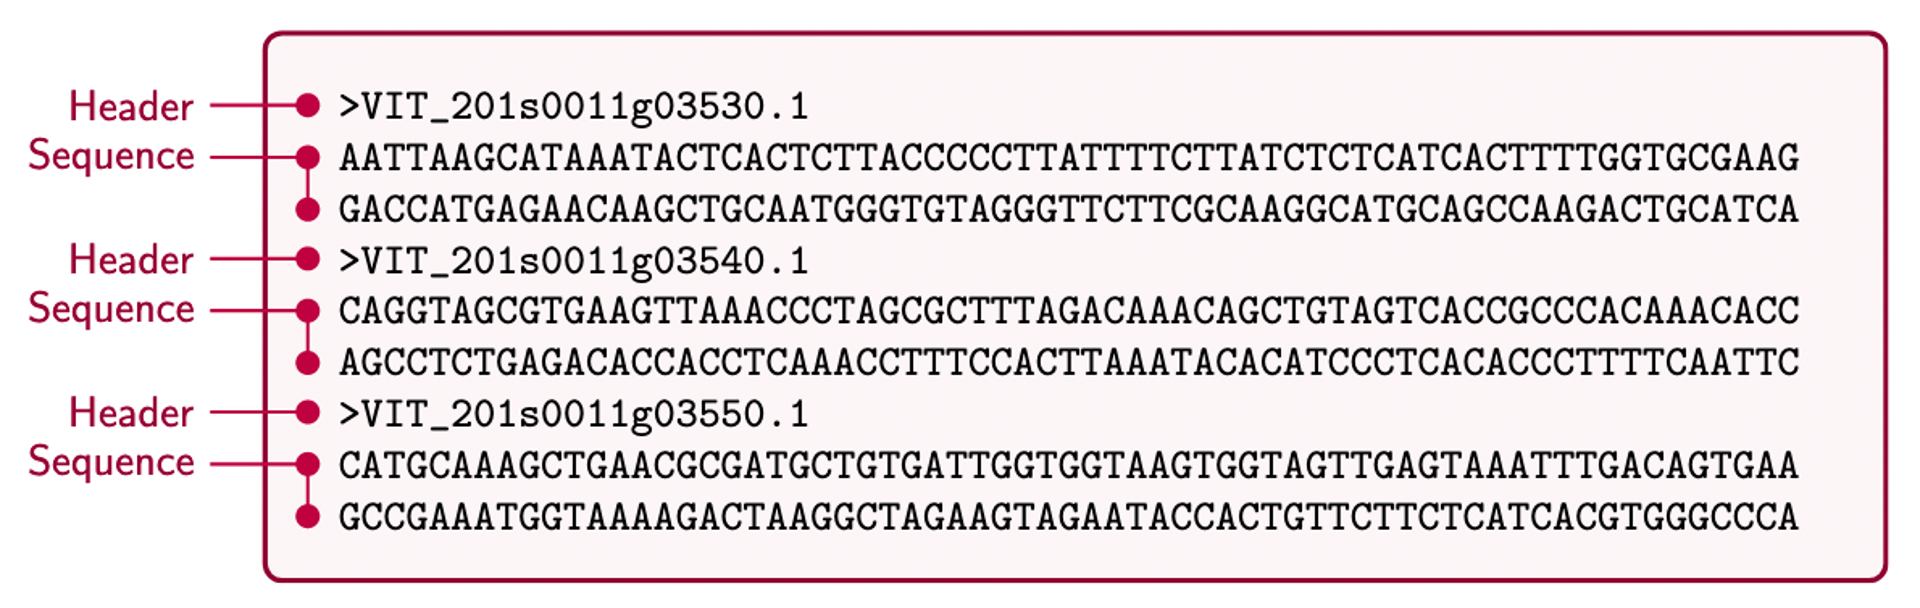 Header
>VIT_201s0011g03530.1
Sequence
AATTAAGCATAAATACTCACTCTTACCCCCTTATTTTCTTATCTCTCATCACTTTTGGTGCGAAG
GACCATGAGAACAAGCTGCAATGGGTGTAGGGTTCTTCGCAAGGCATGCAGCCAAGACTGCATCA
Header
>VIT_201s0011g03540.1
Sequence
CAGGTAGCGTGAAGTTAAACCCTAGCGCTTTAGACAAACAGCTGTAGTCACCGCCCACAAACACC
AGCCTCTGAGACACCACCTCAAACCTTTCCACTTAAATACACATCCCTCACACCCTTTTCAATTC
Header
>VIT_201s0011g03550.1
Sequence
CATGCAAAGCTGAACGCGATGCTGTGATTGGTGGTAAGTGGTAGTTGAGTAAATTTGACAGTGAA
GCCGAAATGGTAAAAGACTAAGGCTAGAAGTAGAATACCACTGTTCTTCTCATCACGTGGGCCCA